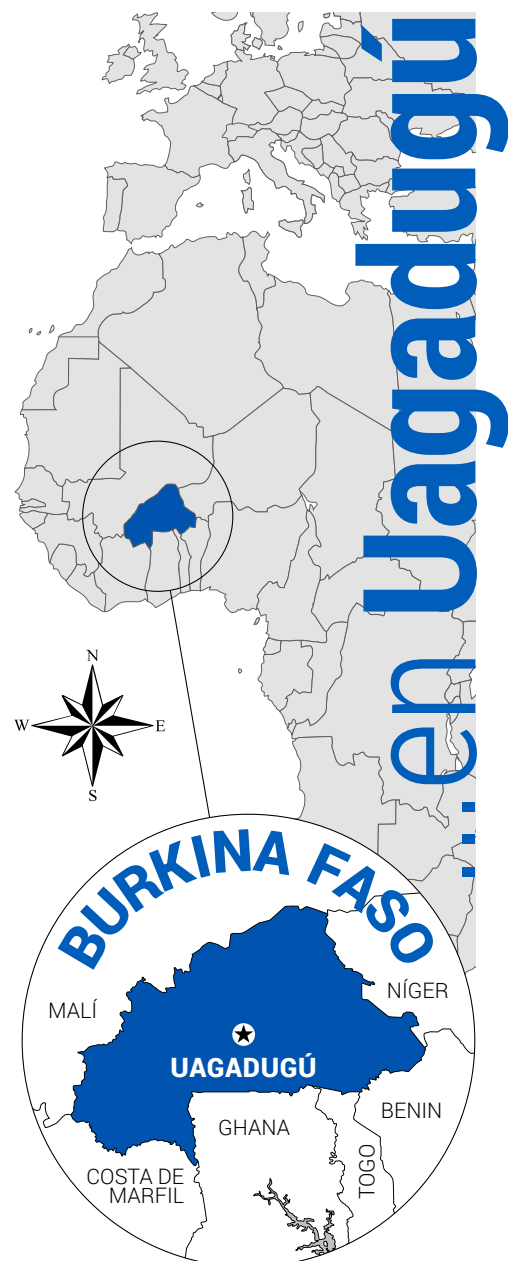 ...en Uagadugú
N
W
E
S
BURKINA FASO
MALÍ
NÍGER
UAGADUGÚ
GHANA
BENIN
TOGO
COSTA DE
MARFIL